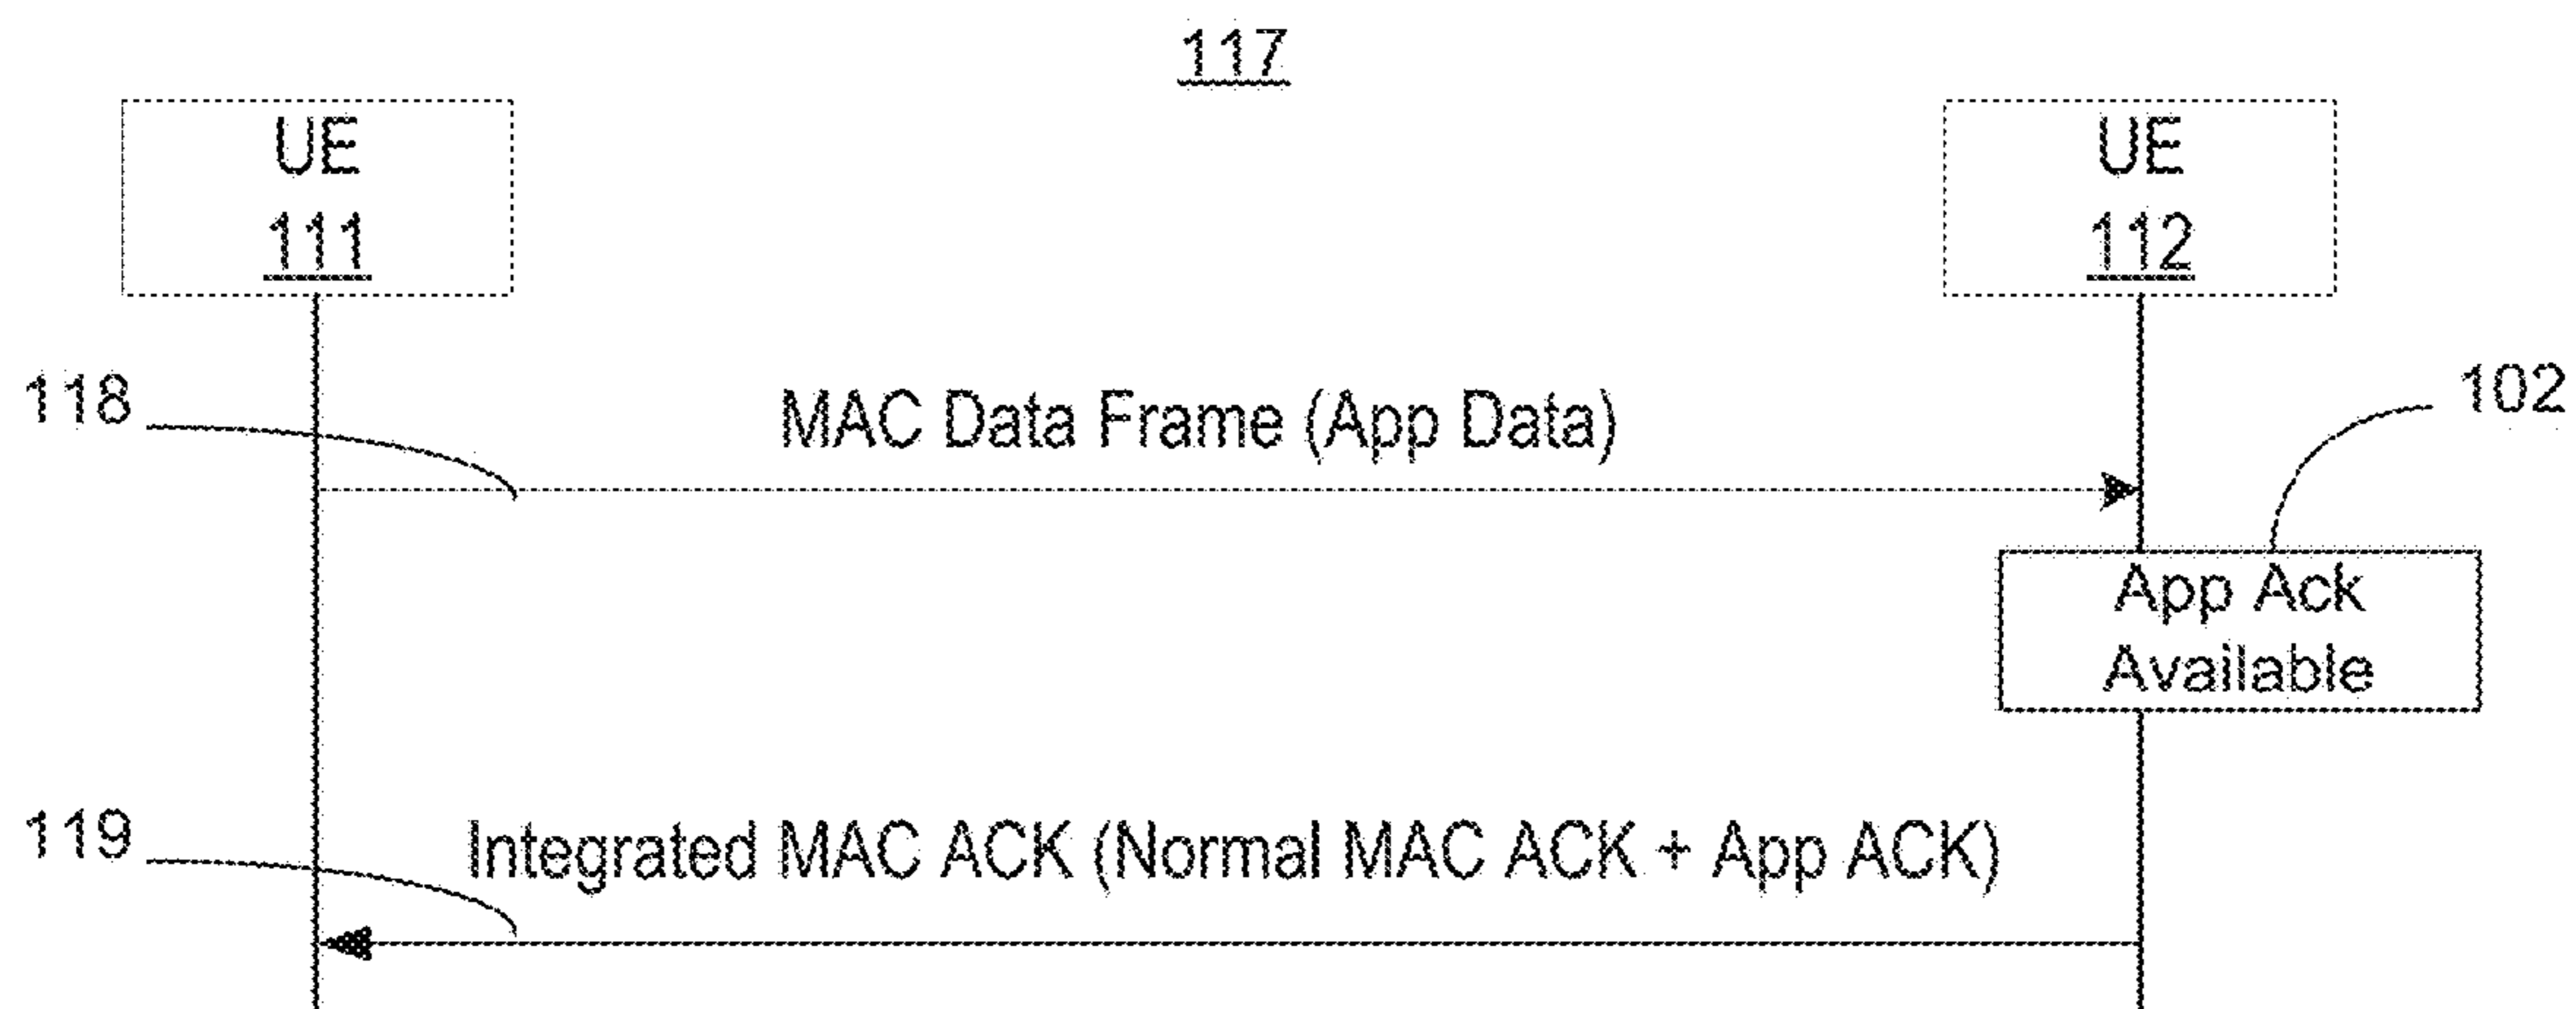 117
UE
111
UE
112
118
MAC Data Frame (App Data)
102
App Ack
Available
119
Integrated MAC ACK (Normal MAC ACK + App ACK)